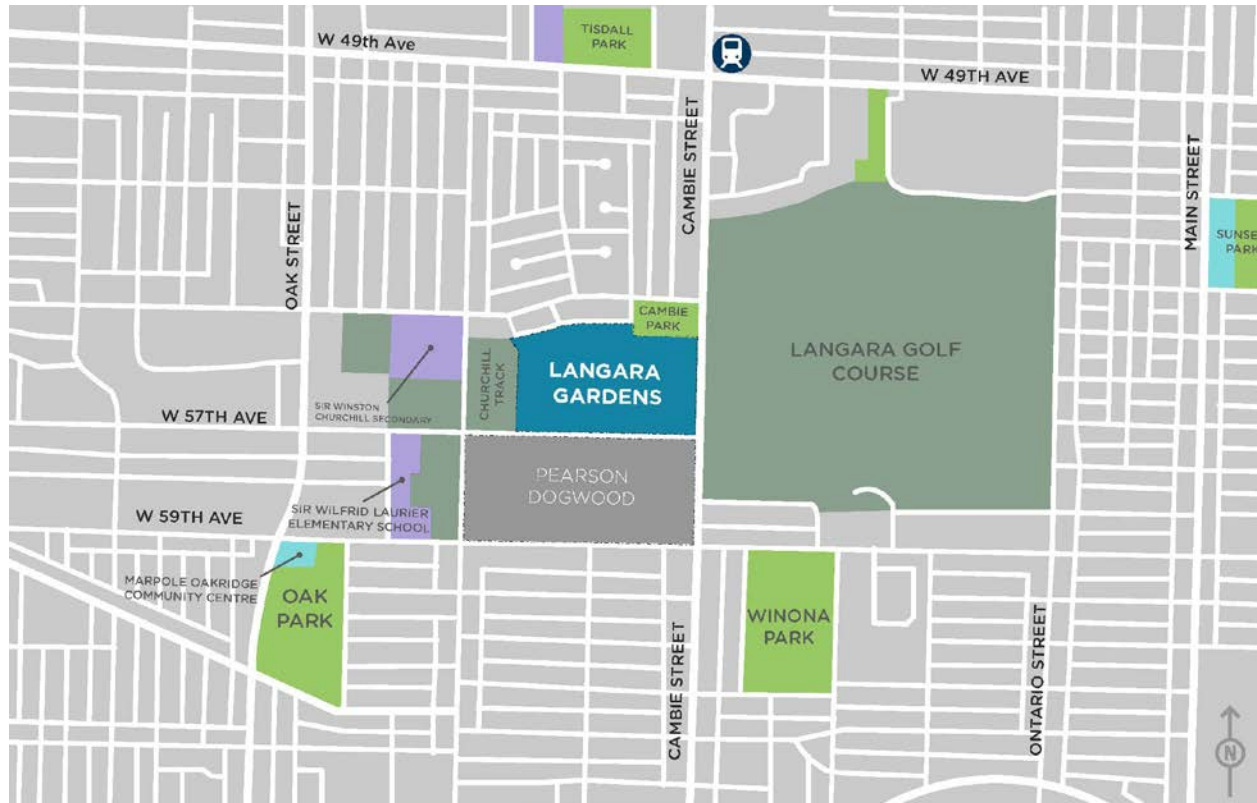 TISDALL
PARK
W 49th Ave
W 49TH AVE
CAMBIE STREET
MAIN STREET
SUNSE
PARK
OAK STREET
CAMBIE
PARK
LANGARA GOLF
COURSE
LANGARA
GARDENS
CHURCHILL
TRACK
SIR WINSTON
CHURCHILL SECONDARY
W 57TH AVE
PEARSON
DOGWOOD
SIR WILFRID LAURIER
ELEMENTARY SCHOOL
W 59TH AVE
MARPOLE OAKRIDGE
COMMUNITY CENTRE
OAK
PARK
WINONA
PARK
CAMBIE STREET
ONTARIO STREET
N